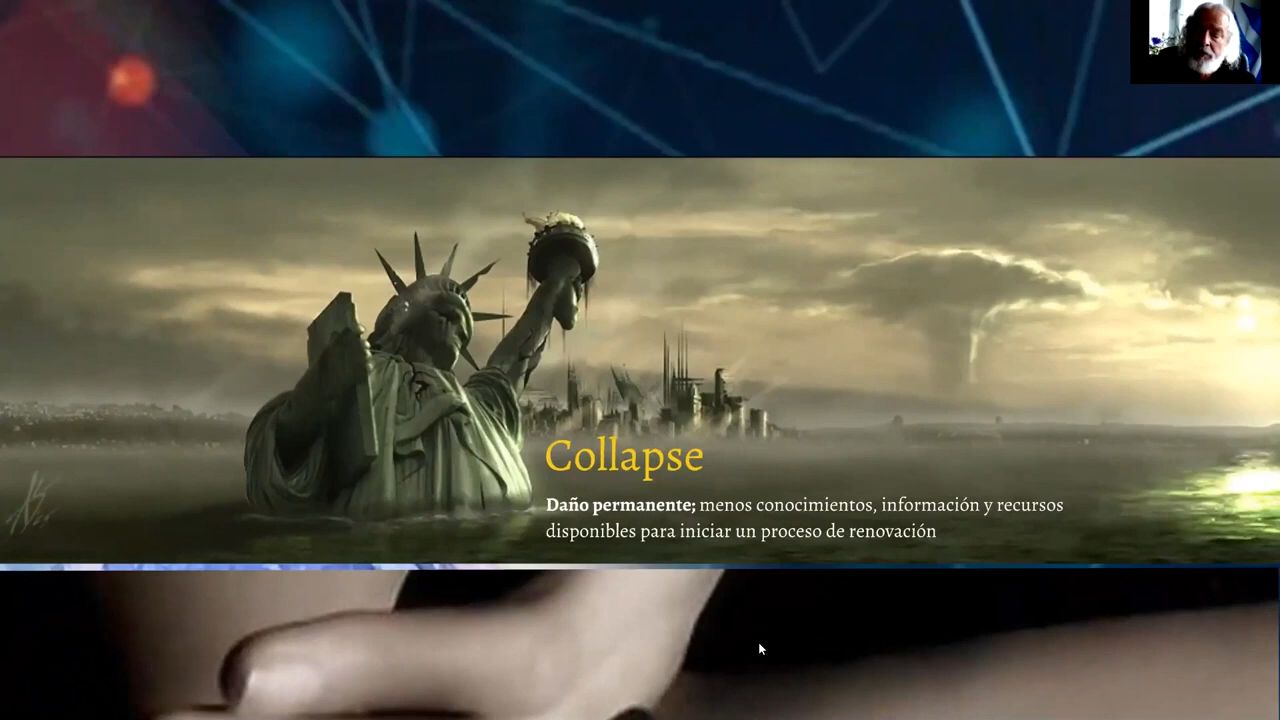 Collapse
Daño permanente; menos conocimientos, información y recursos
disponibles para iniciar un proceso de renovación